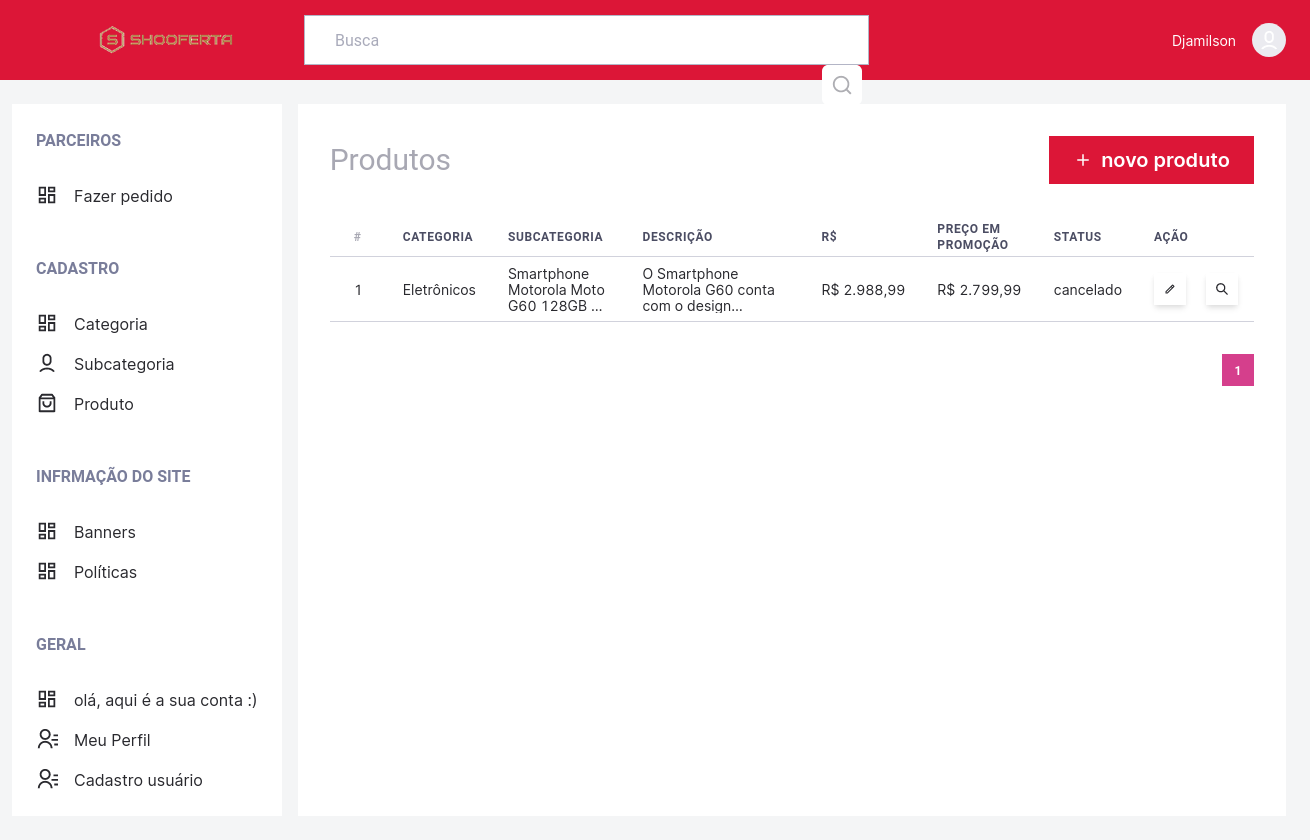 SHOOFERTA
Busca
Djamilson
PARCEIROS
Fazer pedido
CADASTRO
Categoria
Subcategoria
Produto
INFRMAÇÃO DO SITE
Banners
Políticas
GERAL
olá, aqui é a sua conta :)
Meu Perfil
Cadastro usuário
Produtos
+ novo produto
# CATEGORIA SUBCATEGORIA DESCRIÇÃO R$ PREÇO EM PROMOÇÃO STATUS AÇÃO
1 Eletrônicos Smartphone Motorola Moto G60 128GB ... O Smartphone Motorola G60 conta com o design... R$ 2.988,99 R$ 2.799,99 cancelado
1